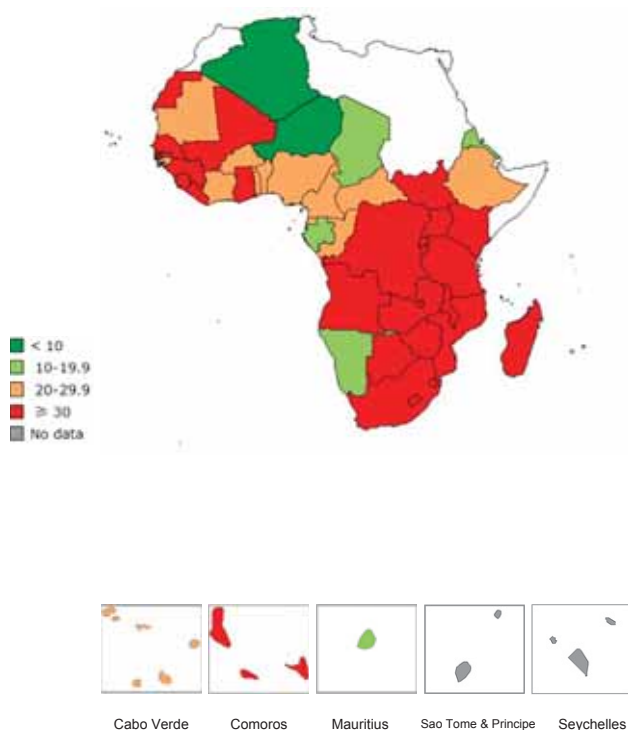 < 10
10-19.9
20-29.9
≥ 30
No data
Cabo Verde
Comoros
Mauritius
Sao Tome & Principe
Seychelles